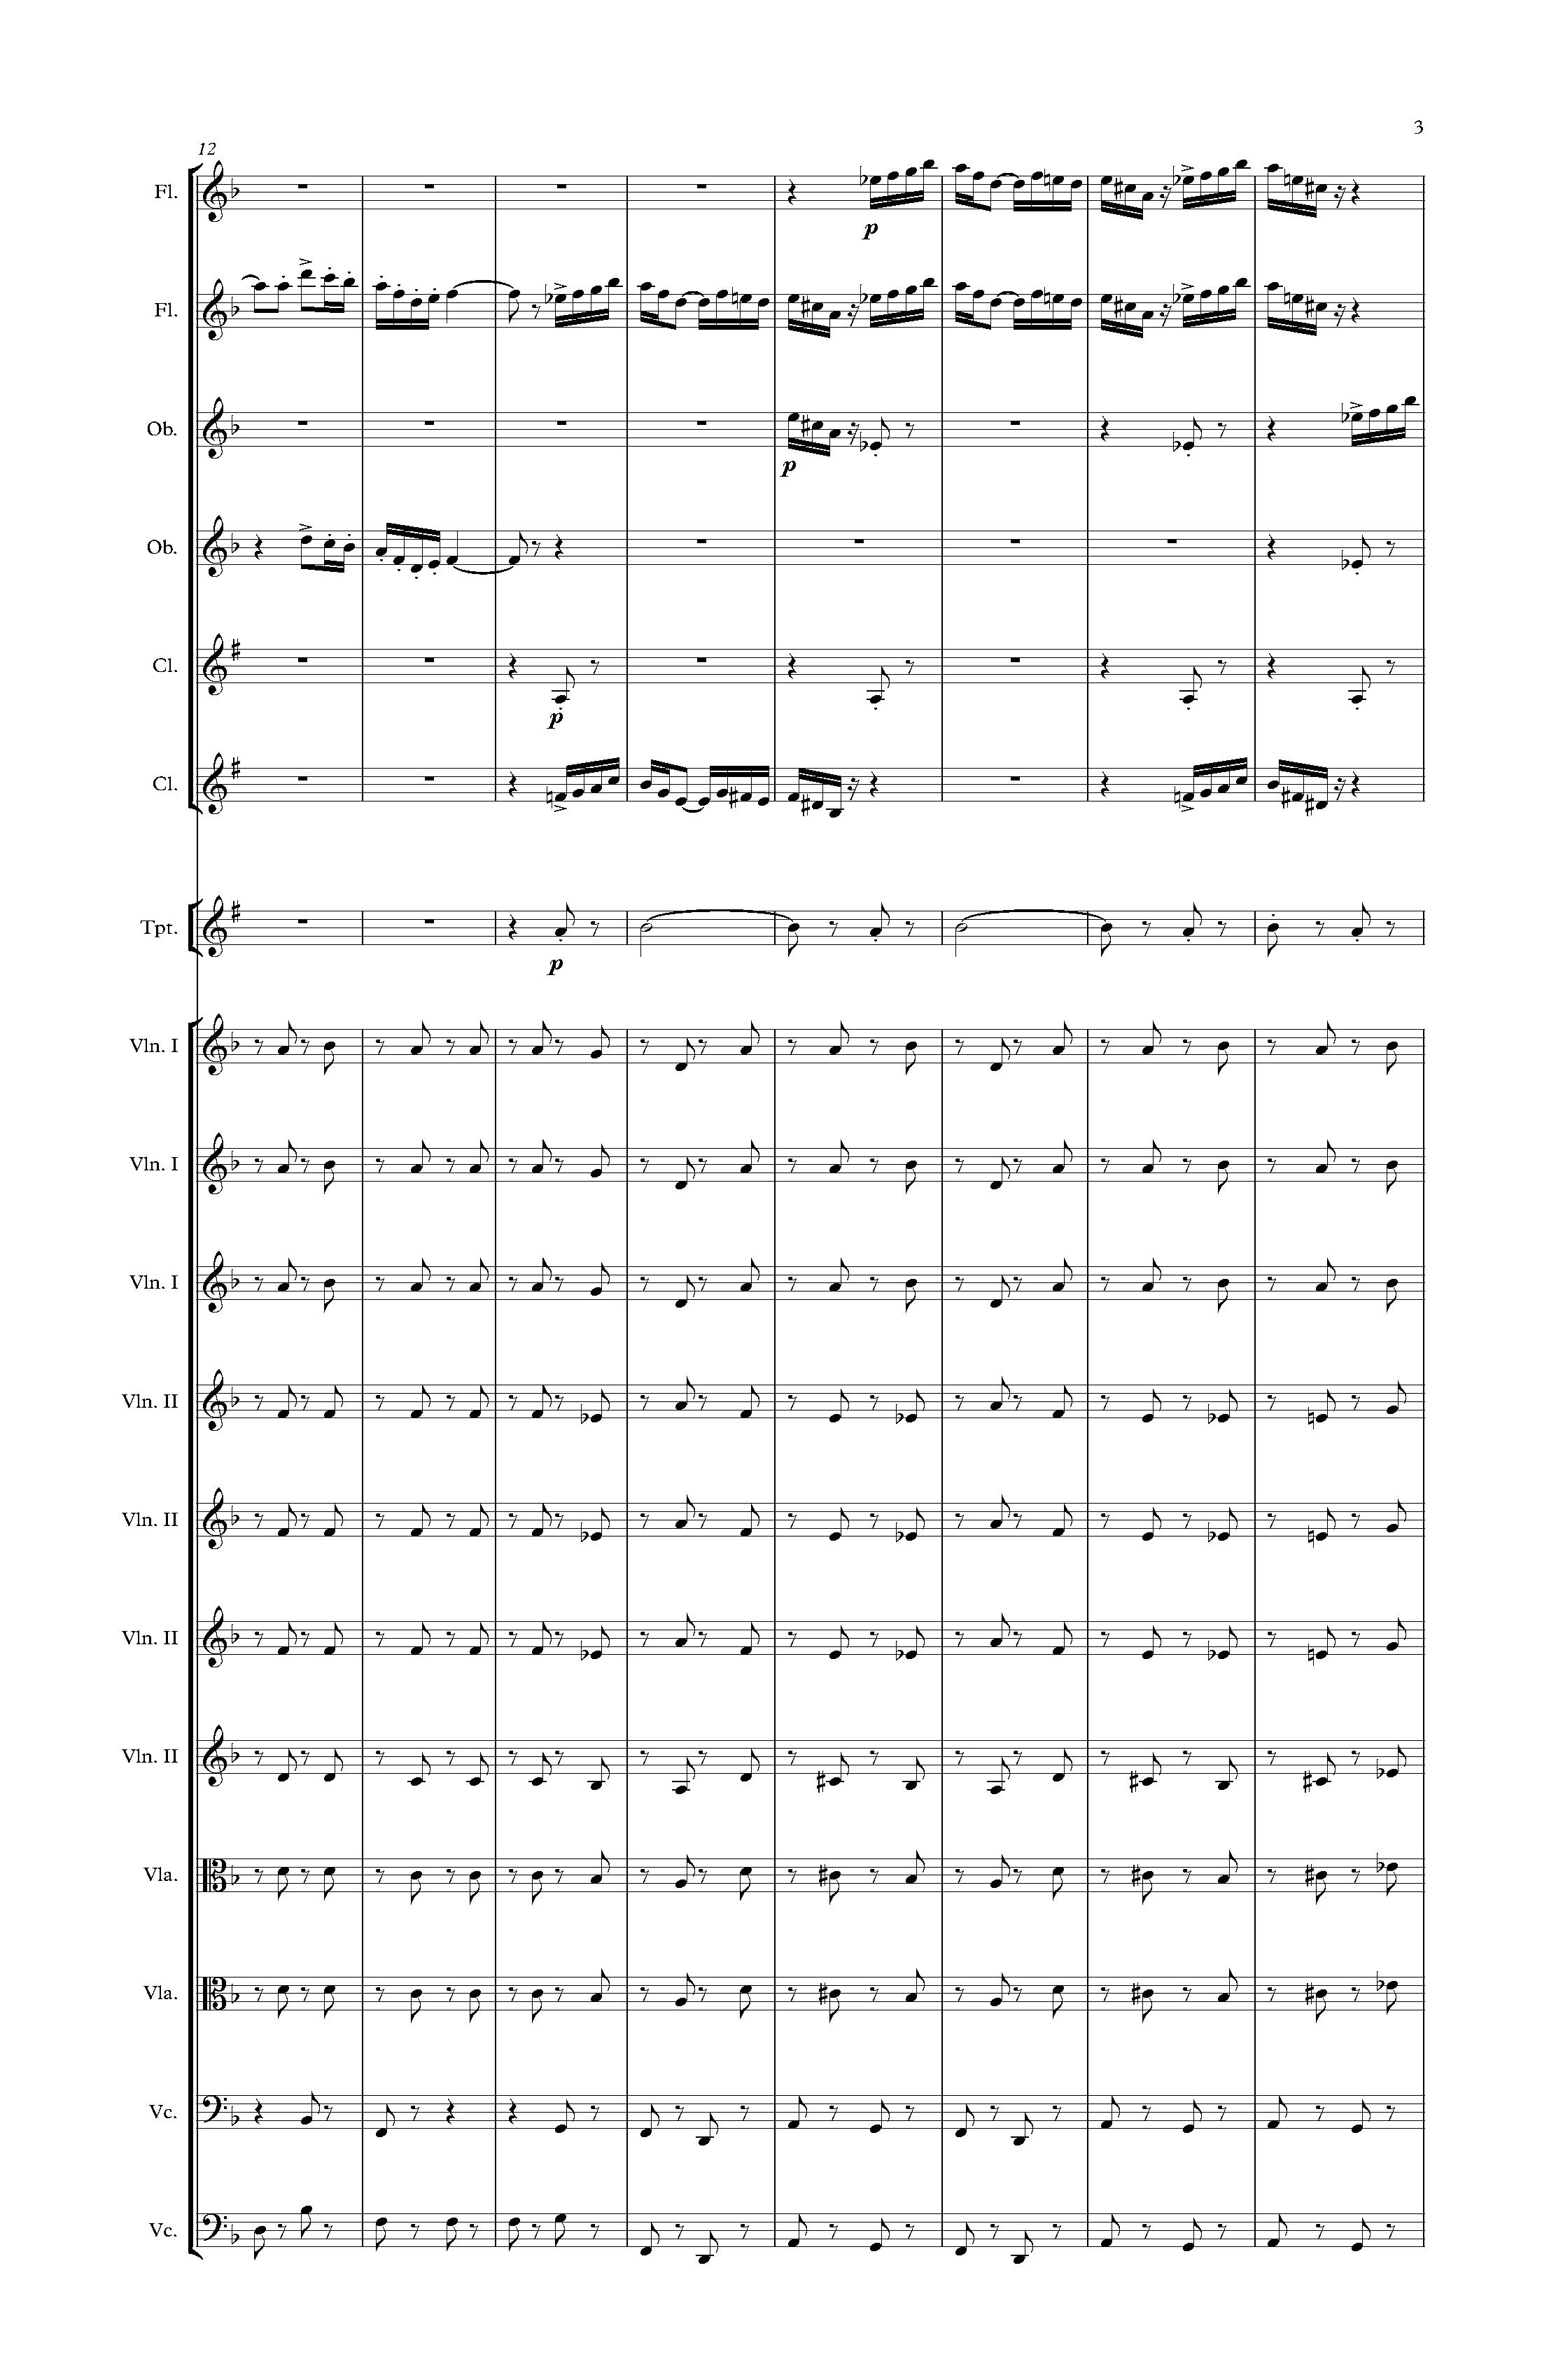 3
12
Fl.
p
Fl.
Ob.
p
Ob.
Cl.
p
Cl.
Tpt.
p
Vln. I
Vln. I
Vln. I
Vln. II
Vln. II
Vln. II
Vln. II
Vla.
Vla.
Vc.
Vc.